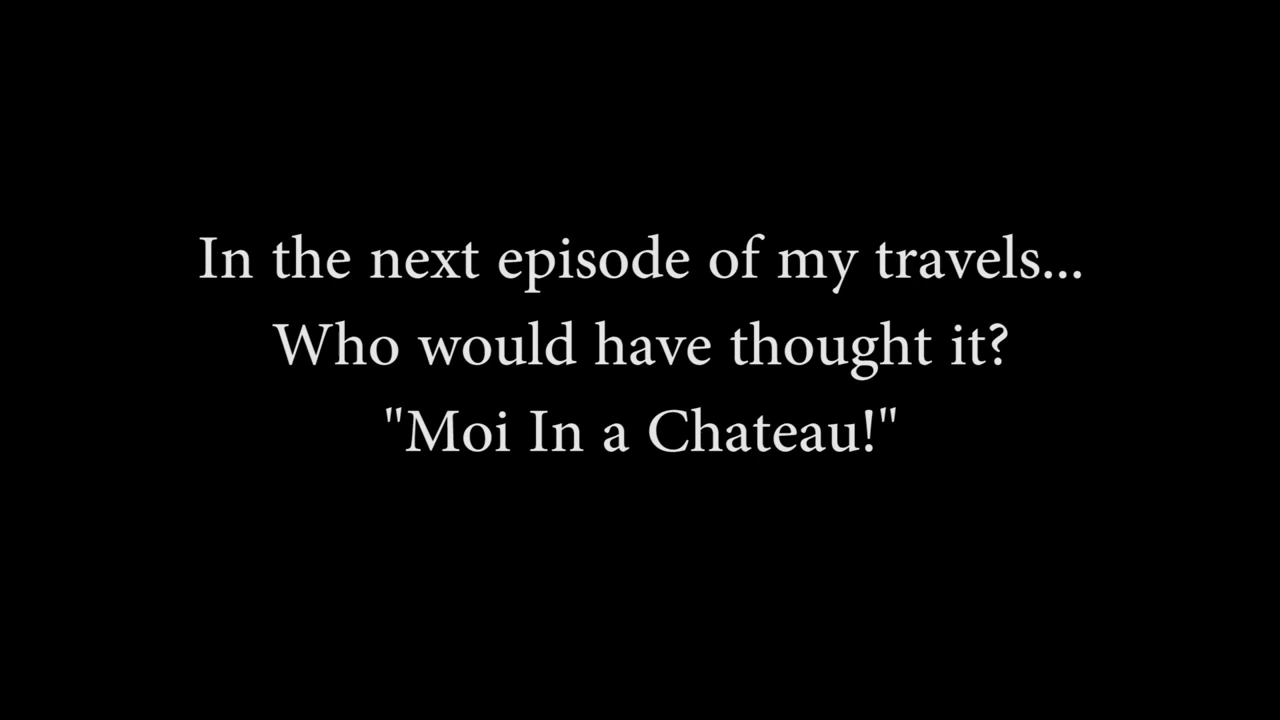 In the next episode of my travels...
Who would have thought it?
"Moi In a Chateau!"